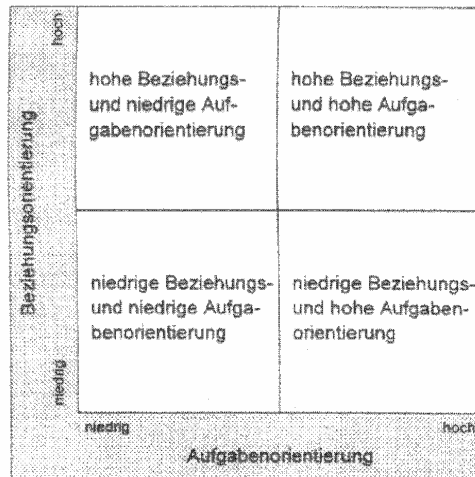 hoch
Beziehungsorientierung
niedrig
hohe Beziehungs-
und niedrige Auf-
gabenorientierung
hohe Beziehungs-
und hohe Aufga-
benorientierung
niedrige Beziehungs-
und niedrige Aufga-
benorientierung
niedrige Beziehungs-
und hohe Aufgaben-
orientierung
niedrig
hoch
Aufgabenorientierung